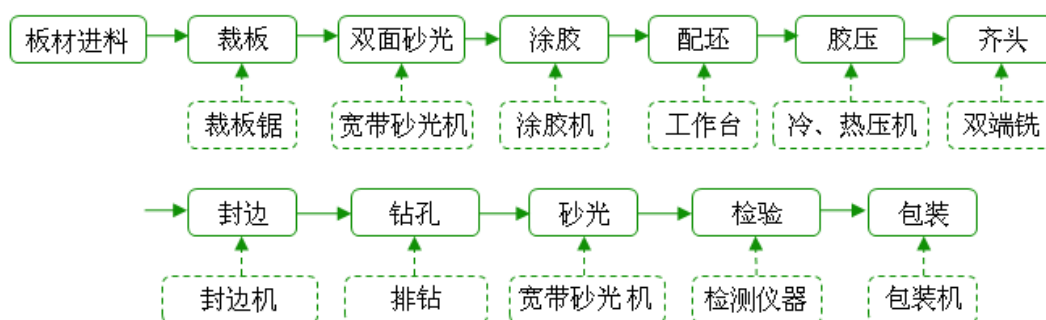 板材进料 裁板 双面砂光 涂胶 配坯 胶压 齐头
裁板锯 宽带砂光机 涂胶机 工作台 冷、热压机 双端铣
封边 钻孔 砂光 检验 包装
封边机 排钻 宽带砂光机 检测仪器 包装机